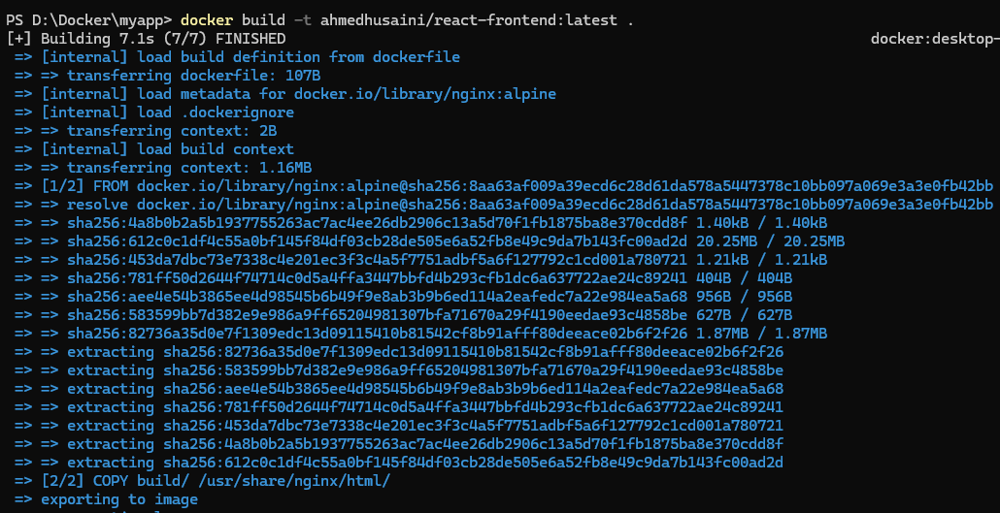 PS D:\Docker\myapp> docker build -t ahmedhusaini/react-frontend:latest .
[+] Building 7.1s (7/7) FINISHED docker:desktop-
=> [internal] load build definition from dockerfile
=> => transferring dockerfile: 107B
=> [internal] load metadata for docker.io/library/nginx:alpine
=> [internal] load .dockerignore
=> => transferring context: 2B
=> [internal] load build context
=> => transferring context: 1.16MB
=> [1/2] FROM docker.io/library/nginx:alpine@sha256:8aa63af009a39ecd6c28d61da578a5447378c10bb097a069e3a3e0fb42bb
=> => resolve docker.io/library/nginx:alpine@sha256:8aa63af009a39ecd6c28d61da578a5447378c10bb097a069e3a3e0fb42bb
=> => sha256:4a8b0b2a5b1937755263ac7ac4ee26db2906c13a5d70f1fb1875ba8e370cdd8f 1.40kB / 1.40kB
=> => sha256:612c0c1df4c55a0bf145f84df03cb28de505e6a52fb8e49c9da7b143fc00ad2d 20.25MB / 20.25MB
=> => sha256:453da7dbc73e7338c4e201ec3f3c4a5f7751adbf5a6f127792c1cd001a780721 1.21kB / 1.21kB
=> => sha256:781ff50d2644f74714c0d5a4ffa3447bbfd4b293cfb1dc6a637722ae24c89241 404B / 404B
=> => sha256:aee4e54b3865ee4d98545b6b49f9e8ab3b9b6ed114a2eafedc7a22e984ea5a68 956B / 956B
=> => sha256:583599bb7d382e9e986a9ff65204981307bfa71670a29f4190eedae93c4858be 627B / 627B
=> => sha256:82736a35d0e7f1309edc13d09115410b81542cf8b91afff80deeace02b6f2f26 1.87MB / 1.87MB
=> => extracting sha256:82736a35d0e7f1309edc13d09115410b81542cf8b91afff80deeace02b6f2f26
=> => extracting sha256:583599bb7d382e9e986a9ff65204981307bfa71670a29f4190eedae93c4858be
=> => extracting sha256:aee4e54b3865ee4d98545b6b49f9e8ab3b9b6ed114a2eafedc7a22e984ea5a68
=> => extracting sha256:781ff50d2644f74714c0d5a4ffa3447bbfd4b293cfb1dc6a637722ae24c89241
=> => extracting sha256:453da7dbc73e7338c4e201ec3f3c4a5f7751adbf5a6f127792c1cd001a780721
=> => extracting sha256:4a8b0b2a5b1937755263ac7ac4ee26db2906c13a5d70f1fb1875ba8e370cdd8f
=> => extracting sha256:612c0c1df4c55a0bf145f84df03cb28de505e6a52fb8e49c9da7b143fc00ad2d
=> [2/2] COPY build/ /usr/share/nginx/html/
=> exporting to image